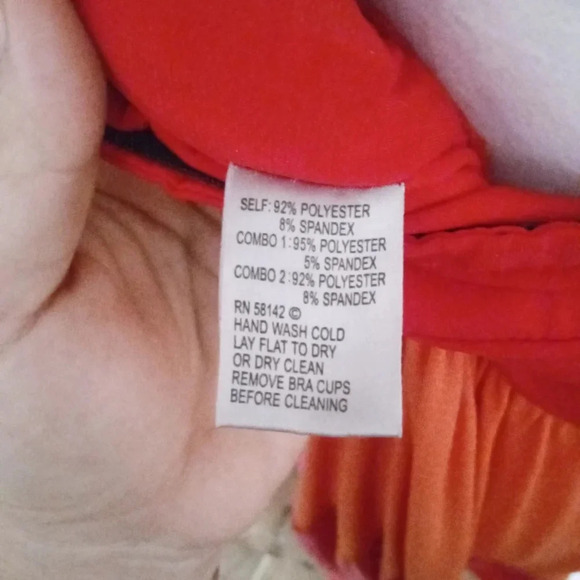 SELF: 92% POLYESTER
8% SPANDEX
COMBO 1: 95% POLYESTER
5% SPANDEX
COMBO 2: 92% POLYESTER
8% SPANDEX
RN 58142 ©
HAND WASH COLD
LAY FLAT TO DRY
OR DRY CLEAN
REMOVE BRA CUPS
BEFORE CLEANING